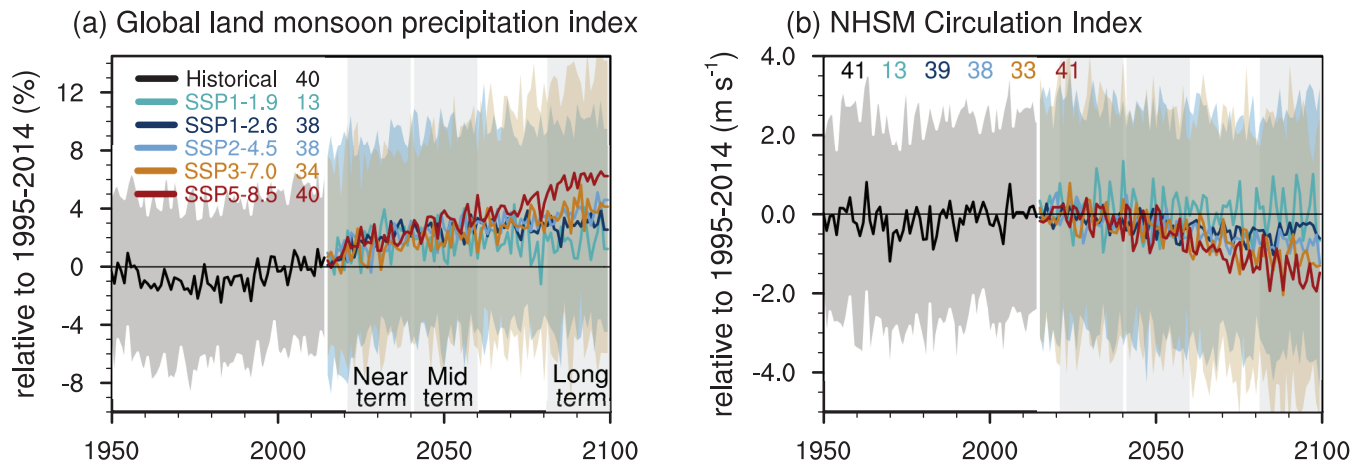 (a) Global land monsoon precipitation index
relative to 1995-2014 (%)
12
8
4
0
-4
-8
Historical 40
SSP1-1.9 13
SSP1-2.6 38
SSP2-4.5 38
SSP3-7.0 34
SSP5-8.5 40
Near term
Mid term
Long term
1950 2000 2050 2100
(b) NHSM Circulation Index
relative to 1995-2014 (m s⁻¹)
4.0
2.0
0.0
-2.0
-4.0
41 13 39 38 33 41
1950 2000 2050 2100